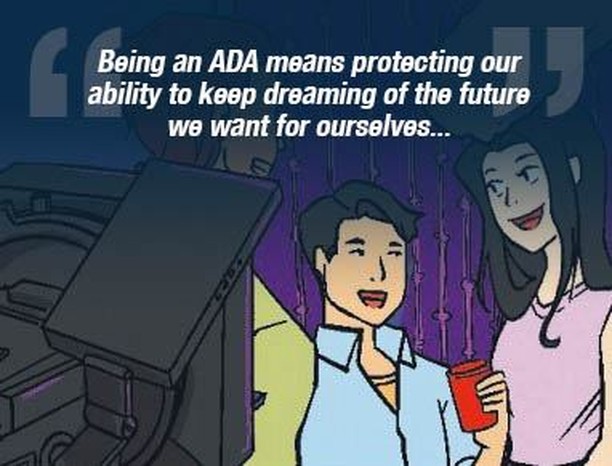 Being an ADA means protecting our
ability to keep dreaming of the future
we want for ourselves...